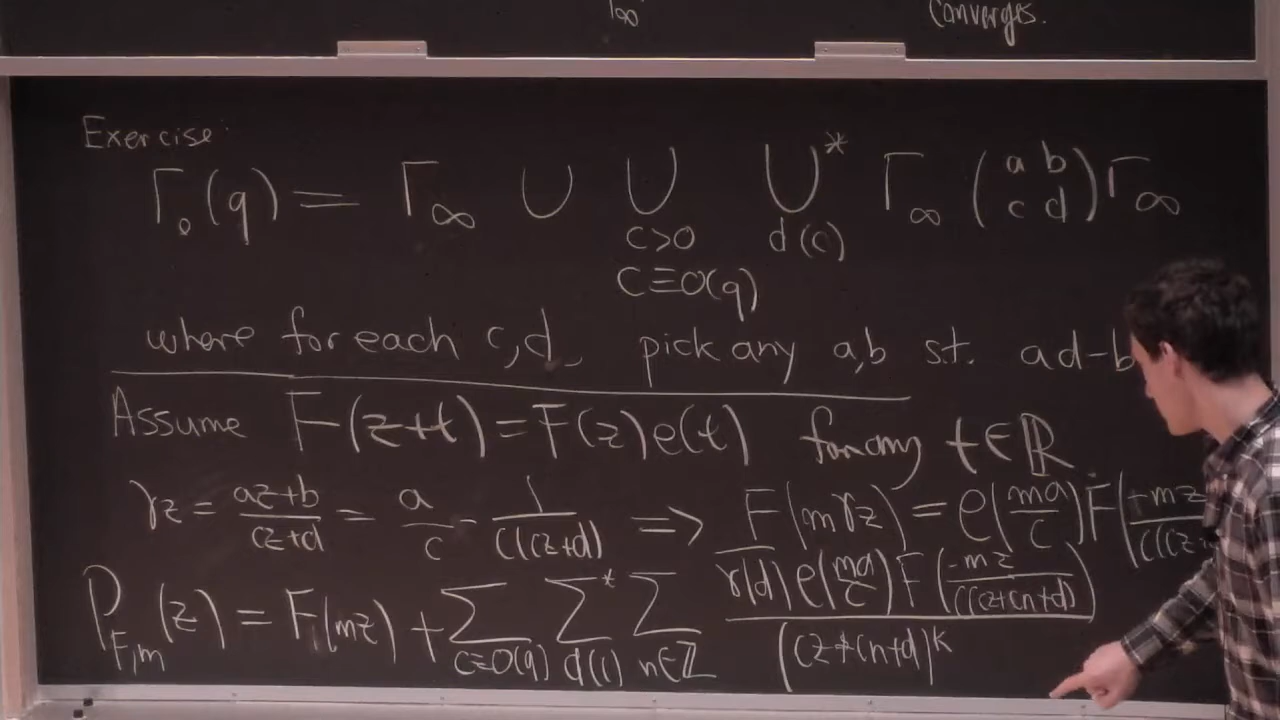 Γ∞ Converges.
Exercise:
Γ₀(q) = Γ∞ ∪ ∪_{c>0, c≡0(q)} ∪*_{d(c)} Γ∞ (a b; c d) Γ∞
where for each c,d, pick any a,b s.t. ad-b
Assume F(z+t) = F(z)e(t) for any t∈ℝ
γz = (az+b)/(cz+d) = a/c - 1/(c(cz+d)) => F(mγz) = e(ma/c) F(-mz/(c(cz
P_{F,m}(z) = F(mz) + Σ_{c≡0(q)} Σ*_{d(c)} Σ_{n∈ℤ} γ(d) e(ma/c) F(-mz/(c(cz+cn+d))) / (cz+cn+d)^k